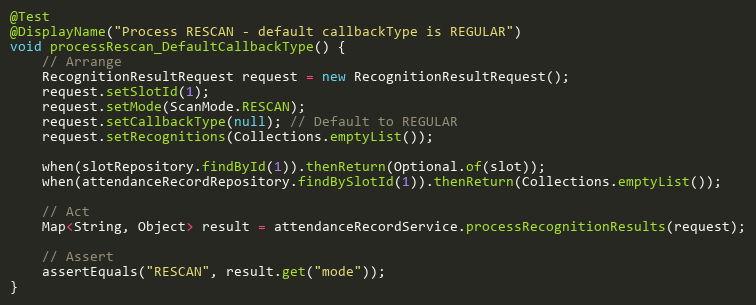 @Test
@DisplayName("Process RESCAN - default callbackType is REGULAR")
void processRescan_DefaultCallbackType() {
    // Arrange
    RecognitionResultRequest request = new RecognitionResultRequest();
    request.setSlotId(1);
    request.setMode(ScanMode.RESCAN);
    request.setCallbackType(null); // Default to REGULAR
    request.setRecognitions(Collections.emptyList());

    when(slotRepository.findById(1)).thenReturn(Optional.of(slot));
    when(attendanceRecordRepository.findBySlotId(1)).thenReturn(Collections.emptyList());

    // Act
    Map<String, Object> result = attendanceRecordService.processRecognitionResults(request);

    // Assert
    assertEquals("RESCAN", result.get("mode"));
}